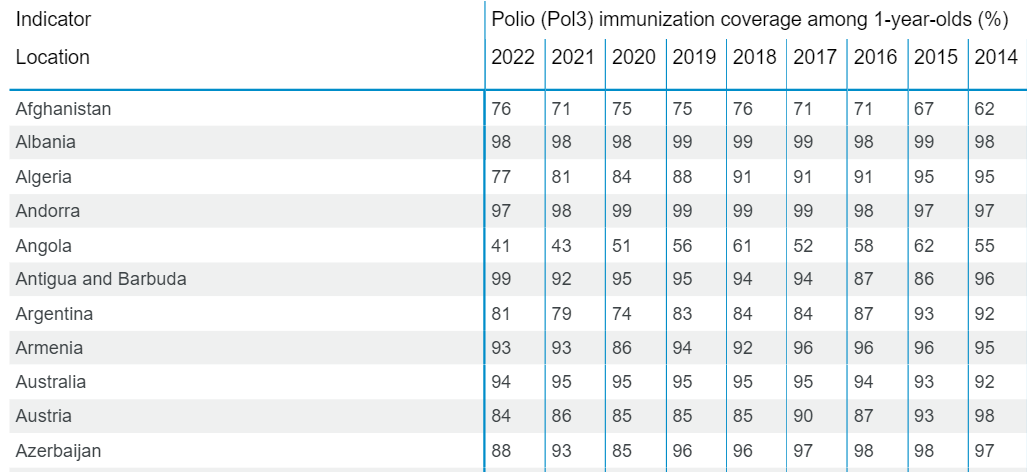 Indicator Polio (Pol3) immunization coverage among 1-year-olds (%)
Location 2022 2021 2020 2019 2018 2017 2016 2015 2014
Afghanistan 76 71 75 75 76 71 71 67 62
Albania 98 98 98 99 99 99 98 99 98
Algeria 77 81 84 88 91 91 91 95 95
Andorra 97 98 99 99 99 99 98 97 97
Angola 41 43 51 56 61 52 58 62 55
Antigua and Barbuda 99 92 95 95 94 94 87 86 96
Argentina 81 79 74 83 84 84 87 93 92
Armenia 93 93 86 94 92 96 96 96 95
Australia 94 95 95 95 95 95 94 93 92
Austria 84 86 85 85 85 90 87 93 98
Azerbaijan 88 93 85 96 96 97 98 98 97